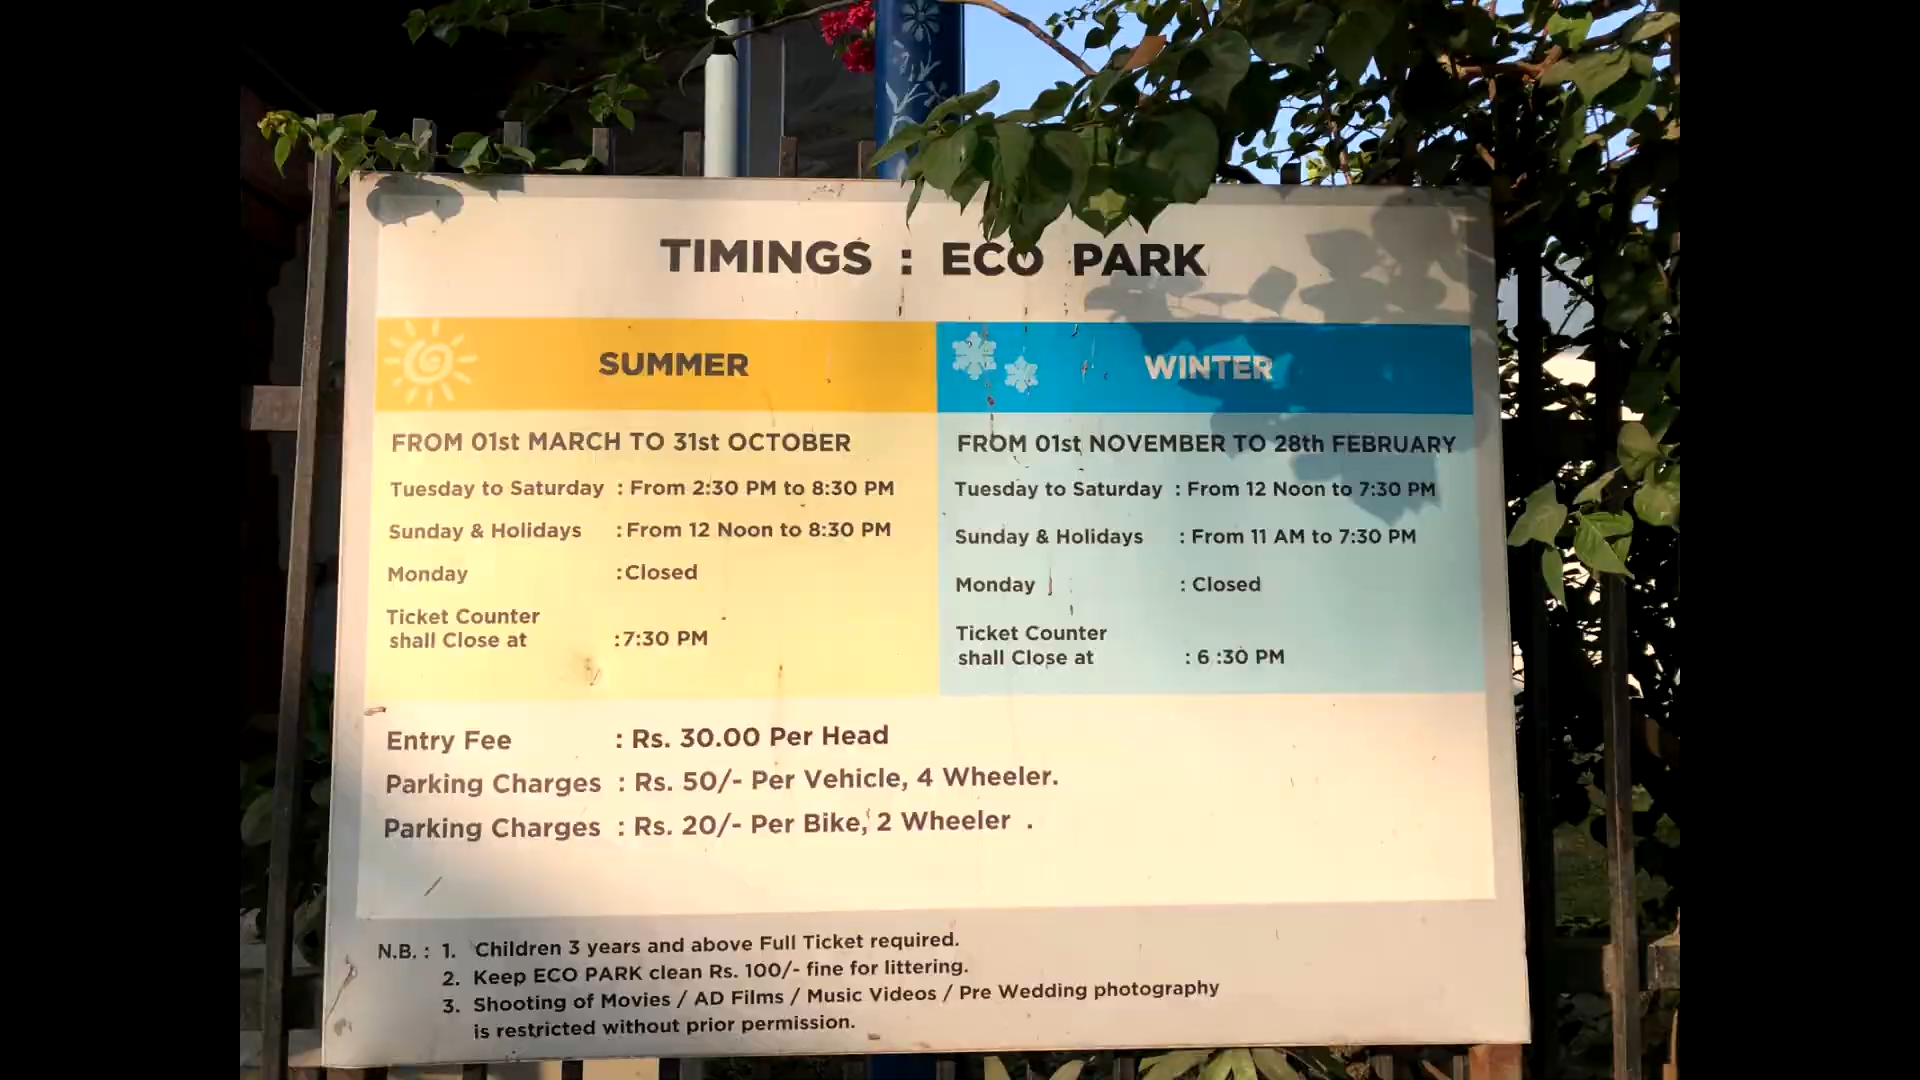 TIMINGS : ECO PARK
SUMMER
FROM 01st MARCH TO 31st OCTOBER
Tuesday to Saturday : From 2:30 PM to 8:30 PM
Sunday & Holidays : From 12 Noon to 8:30 PM
Monday : Closed
Ticket Counter
shall Close at : 7:30 PM
WINTER
FROM 01st NOVEMBER TO 28th FEBRUARY
Tuesday to Saturday : From 12 Noon to 7:30 PM
Sunday & Holidays : From 11 AM to 7:30 PM
Monday : Closed
Ticket Counter
shall Close at : 6 :30 PM
Entry Fee : Rs. 30.00 Per Head
Parking Charges : Rs. 50/- Per Vehicle, 4 Wheeler.
Parking Charges : Rs. 20/- Per Bike, 2 Wheeler .
N.B. : 1. Children 3 years and above Full Ticket required.
2. Keep ECO PARK clean Rs. 100/- fine for littering.
3. Shooting of Movies / AD Films / Music Videos / Pre Wedding photography
is restricted without prior permission.